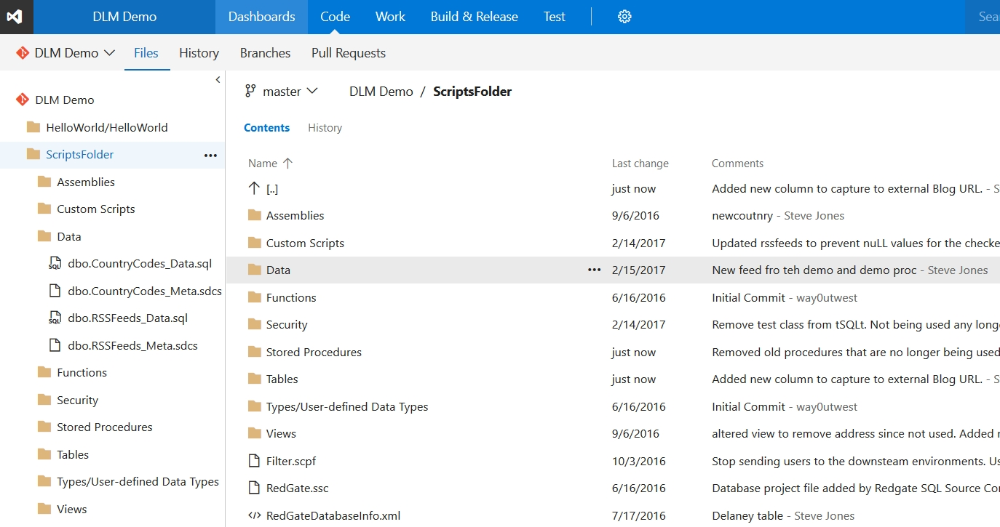 DLM Demo Dashboards Code Work Build & Release Test
DLM Demo Files History Branches Pull Requests
DLM Demo
HelloWorld/HelloWorld
ScriptsFolder
Assemblies
Custom Scripts
Data
dbo.CountryCodes_Data.sql
dbo.CountryCodes_Meta.sdcs
dbo.RSSFeeds_Data.sql
dbo.RSSFeeds_Meta.sdcs
Functions
Security
Stored Procedures
Tables
Types/User-defined Data Types
Views
master DLM Demo / ScriptsFolder
Contents History
Name Last change Comments
[..] just now Added new column to capture to external Blog URL. - S
Assemblies 9/6/2016 newcoutnry - Steve Jones
Custom Scripts 2/14/2017 Updated rssfeeds to prevent nuLL values for the checke
Data ••• 2/15/2017 New feed fro teh demo and demo proc - Steve Jones
Functions 6/16/2016 Initial Commit - way0utwest
Security 2/14/2017 Remove test class from tSQLt. Not being used any long
Stored Procedures just now Removed old procedures that are no longer being used
Tables just now Added new column to capture to external Blog URL. - S
Types/User-defined Data Types 6/16/2016 Initial Commit - way0utwest
Views 9/6/2016 altered view to remove address since not used. Added
Filter.scpf 10/3/2016 Stop sending users to the downsteam environments. Us
RedGate.ssc 6/16/2016 Database project file added by Redgate SQL Source Co
RedGateDatabaseInfo.xml 7/17/2016 Delaney table - Steve Jones